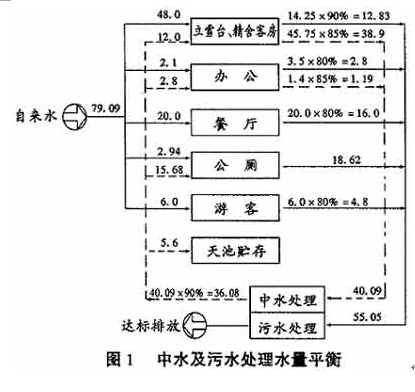 48.0
立雪台、精舍客房
14.25×90%=12.83
12.0
45.75×85%=38.9
2.1
办公
3.5×80%=2.8
2.8
1.4×85%=1.19
自来水
79.09
20.0
餐厅
20.0×80%=16.0
2.94
公厕
18.62
15.68
6.0
游客
6.0×80%=4.8
5.6
天池贮存
40.09×90%=36.08
中水处理
40.09
达标排放
污水处理
55.05
图1 中水及污水处理水量平衡